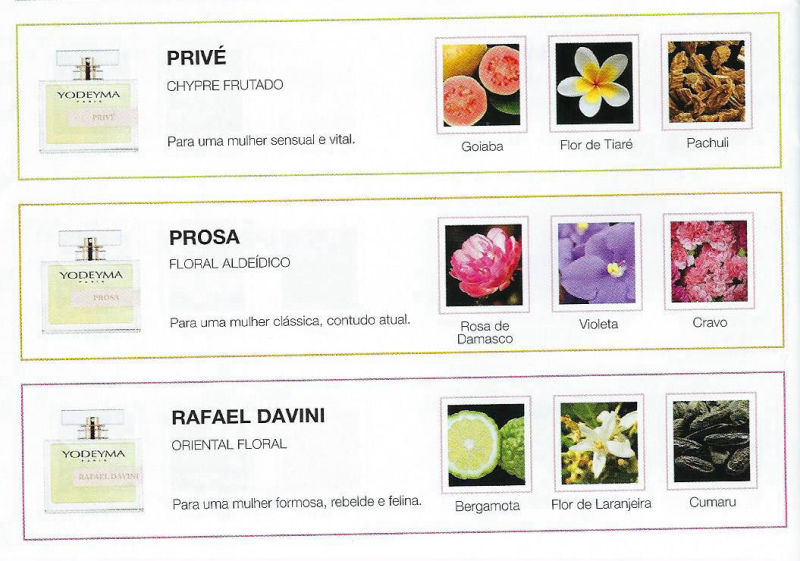 PRIVÉ
CHYPRE FRUTADO
YODEYMA
PARIS
PRIVÉ
Para uma mulher sensual e vital.
Goiaba
Flor de Tiaré
Pachuli
PROSA
FLORAL ALDEÍDICO
YODEYMA
PARIS
PROSA
Para uma mulher clássica, contudo atual.
Rosa de
Damasco
Violeta
Cravo
RAFAEL DAVINI
ORIENTAL FLORAL
YODEYMA
PARIS
RAFAEL DAVINI
Para uma mulher formosa, rebelde e felina.
Bergamota
Flor de Laranjeira
Cumaru